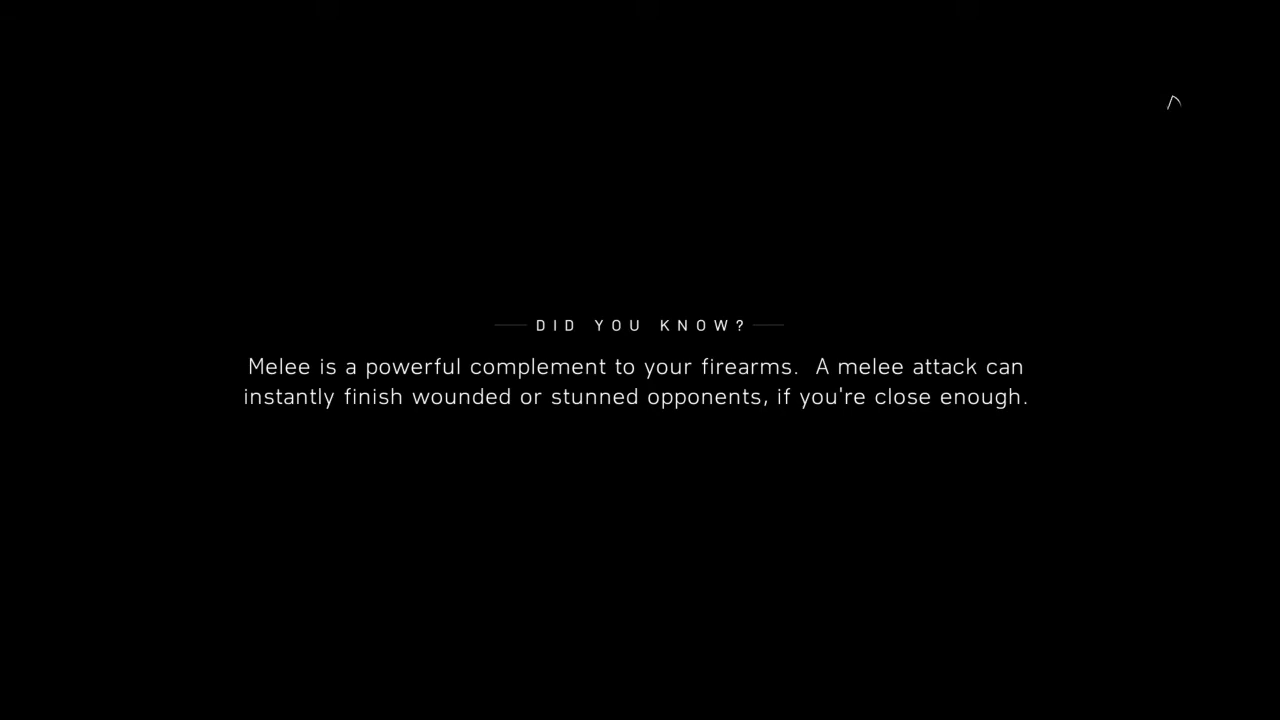 DID YOU KNOW?
Melee is a powerful complement to your firearms.  A melee attack can
instantly finish wounded or stunned opponents, if you're close enough.